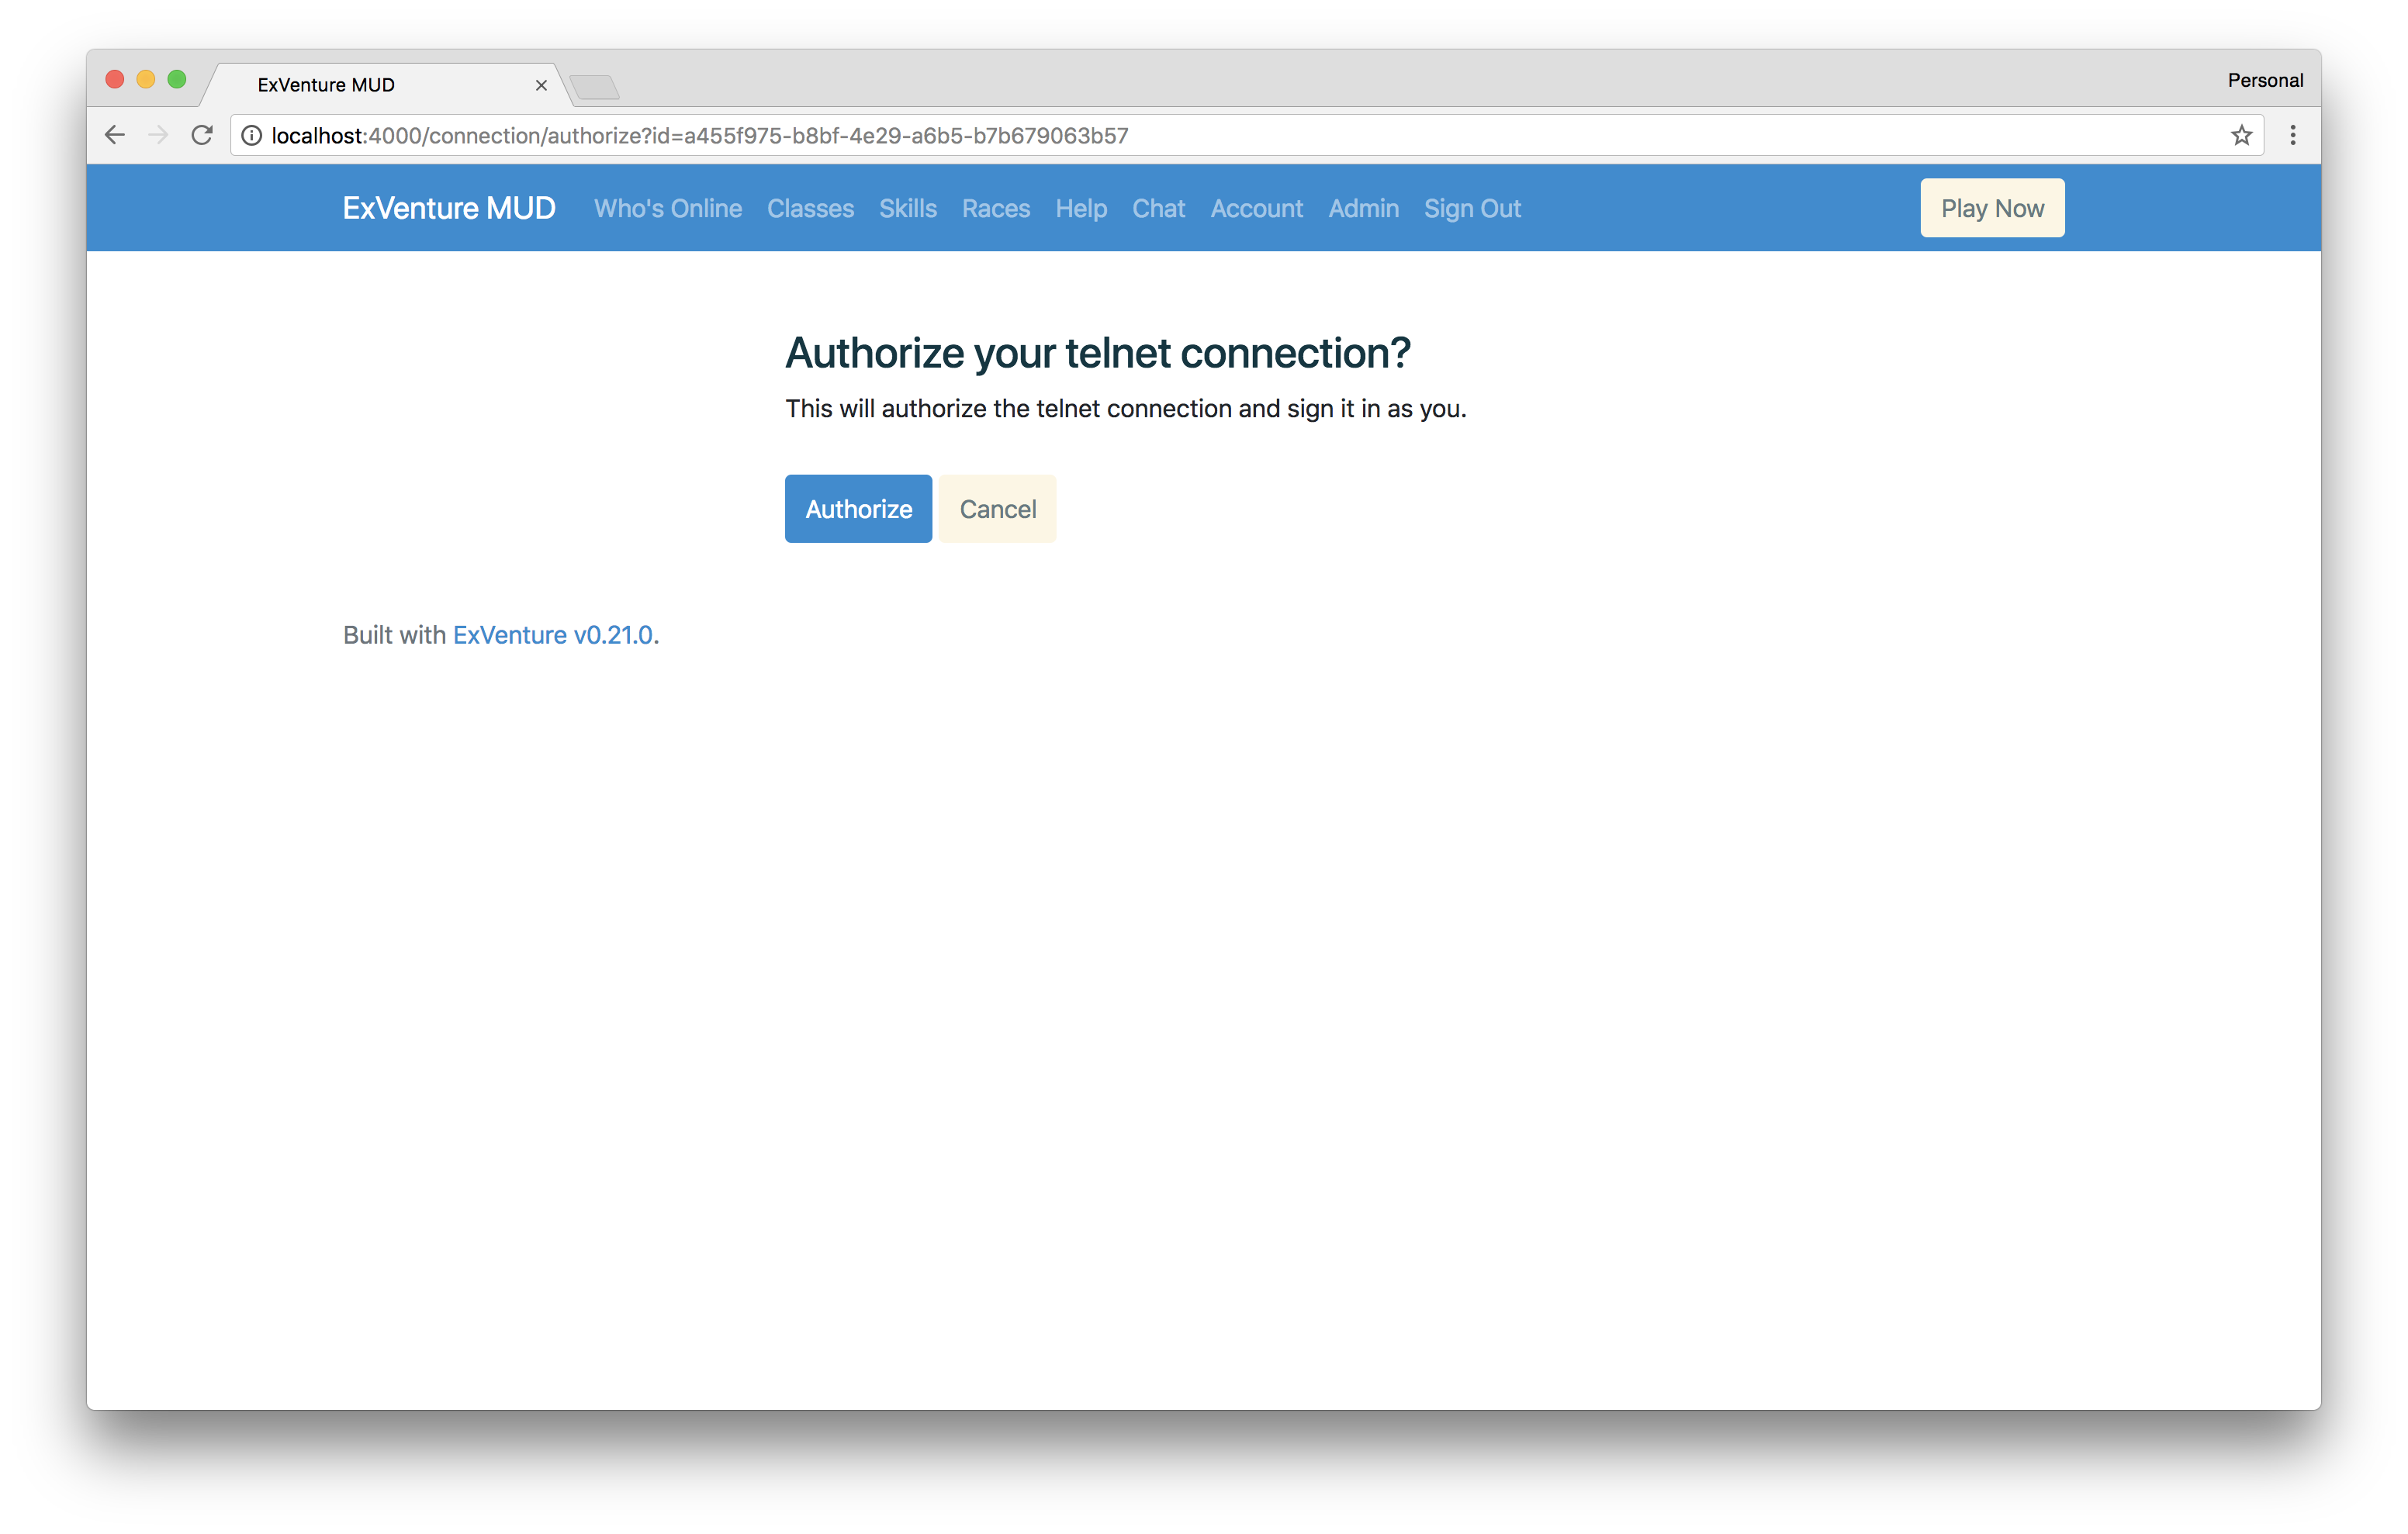 ExVenture MUD
Personal
localhost:4000/connection/authorize?id=a455f975-b8bf-4e29-a6b5-b7b679063b57
ExVenture MUD Who's Online Classes Skills Races Help Chat Account Admin Sign Out Play Now
Authorize your telnet connection?
This will authorize the telnet connection and sign it in as you.
Authorize Cancel
Built with ExVenture v0.21.0.